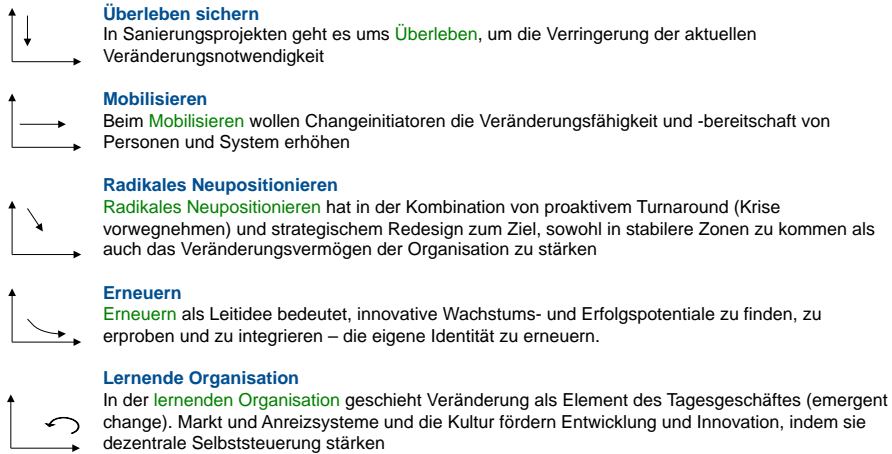 Überleben sichern
In Sanierungsprojekten geht es ums Überleben, um die Verringerung der aktuellen
Veränderungsnotwendigkeit
Mobilisieren
Beim Mobilisieren wollen Changeinitiatoren die Veränderungsfähigkeit und -bereitschaft von
Personen und System erhöhen
Radikales Neupositionieren
Radikales Neupositionieren hat in der Kombination von proaktivem Turnaround (Krise
vorwegnehmen) und strategischem Redesign zum Ziel, sowohl in stabilere Zonen zu kommen als
auch das Veränderungsvermögen der Organisation zu stärken
Erneuern
Erneuern als Leitidee bedeutet, innovative Wachstums- und Erfolgspotentiale zu finden, zu
erproben und zu integrieren – die eigene Identität zu erneuern.
Lernende Organisation
In der lernenden Organisation geschieht Veränderung als Element des Tagesgeschäftes (emergent
change). Markt und Anreizsysteme und die Kultur fördern Entwicklung und Innovation, indem sie
dezentrale Selbststeuerung stärken